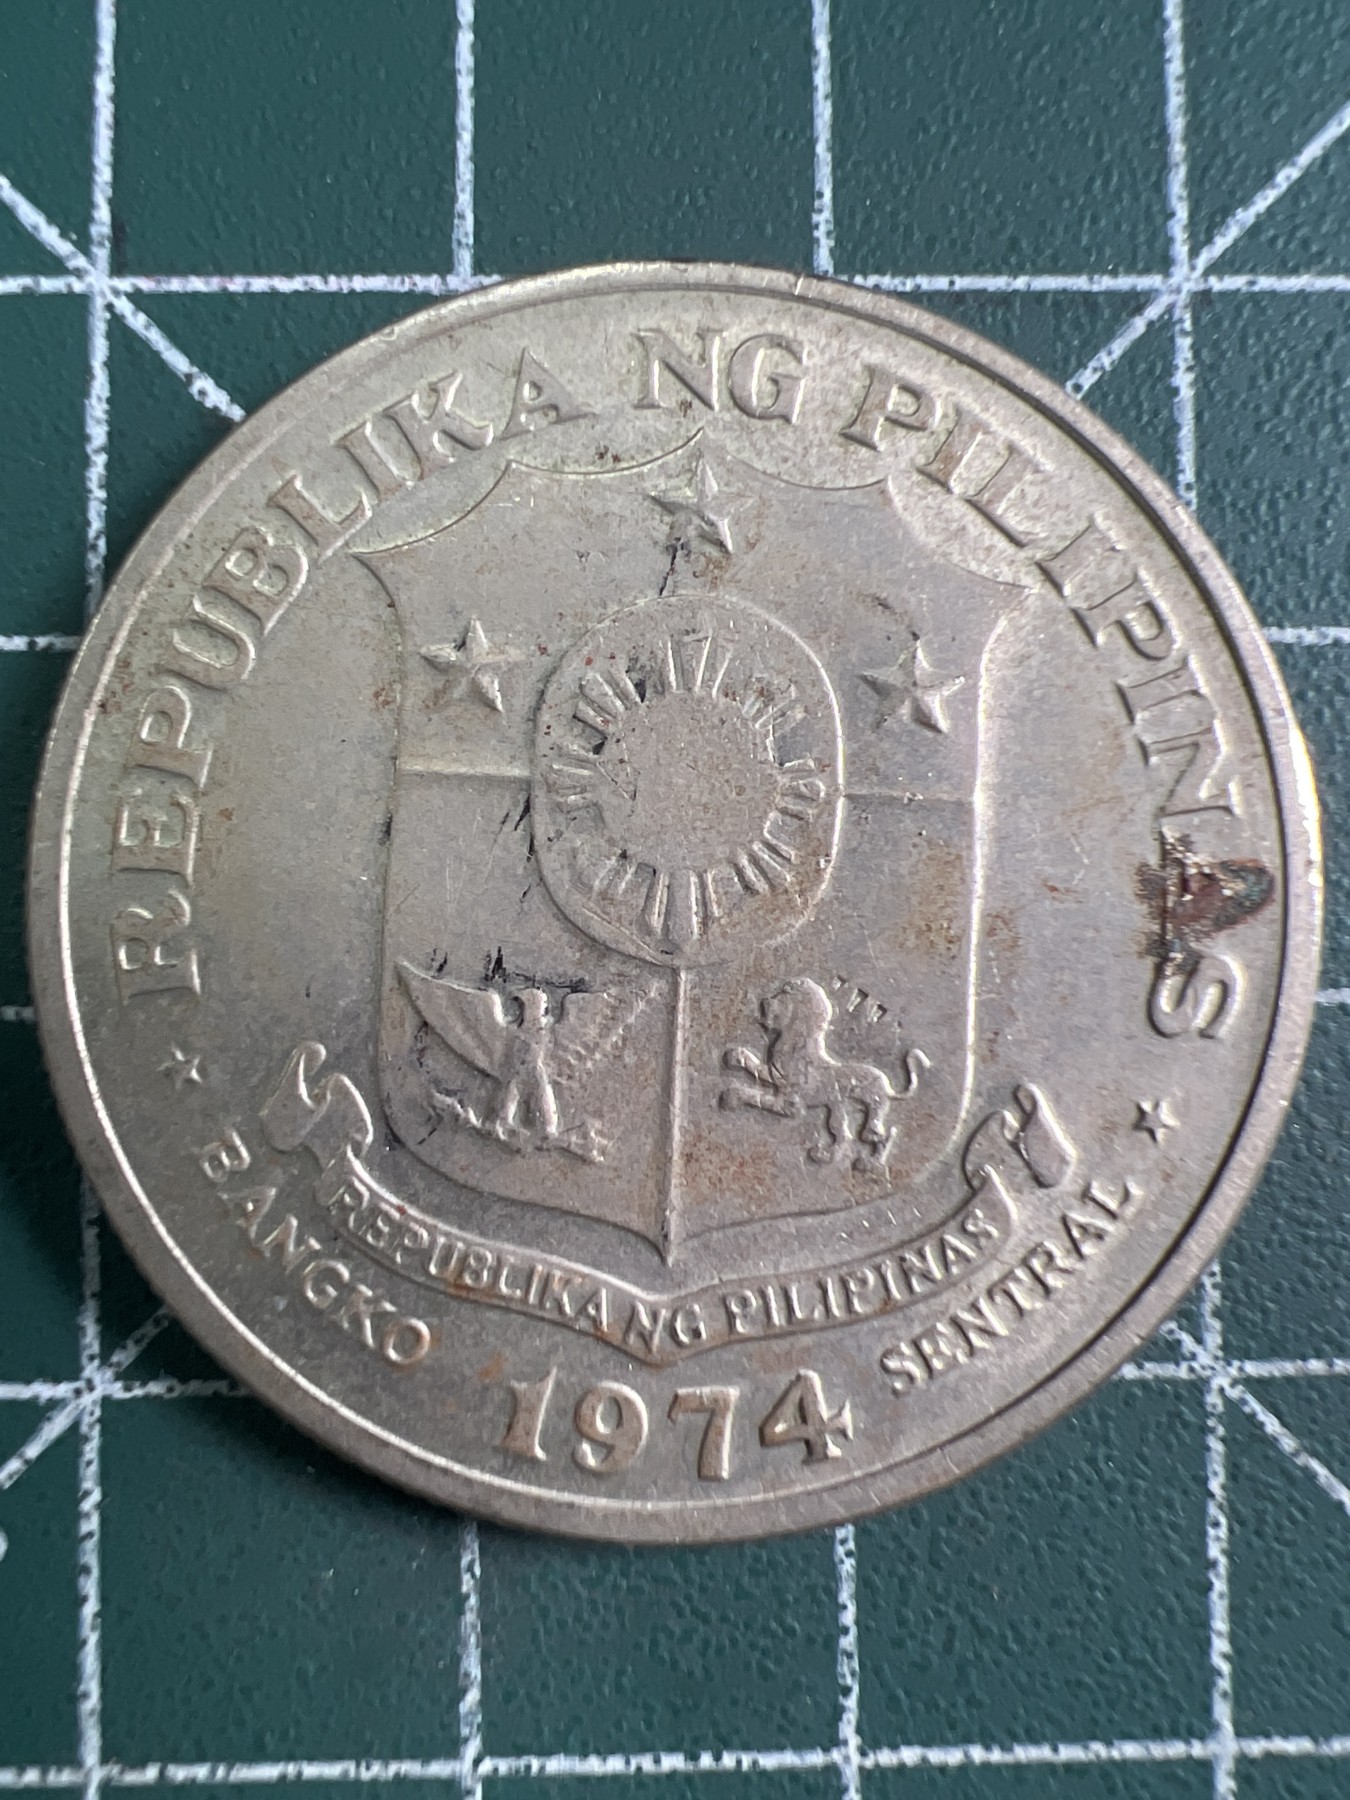 REPUBLIKA NG PILIPINAS
REPUBLIKA NG PILIPINAS
BANGKO SENTRAL
1974